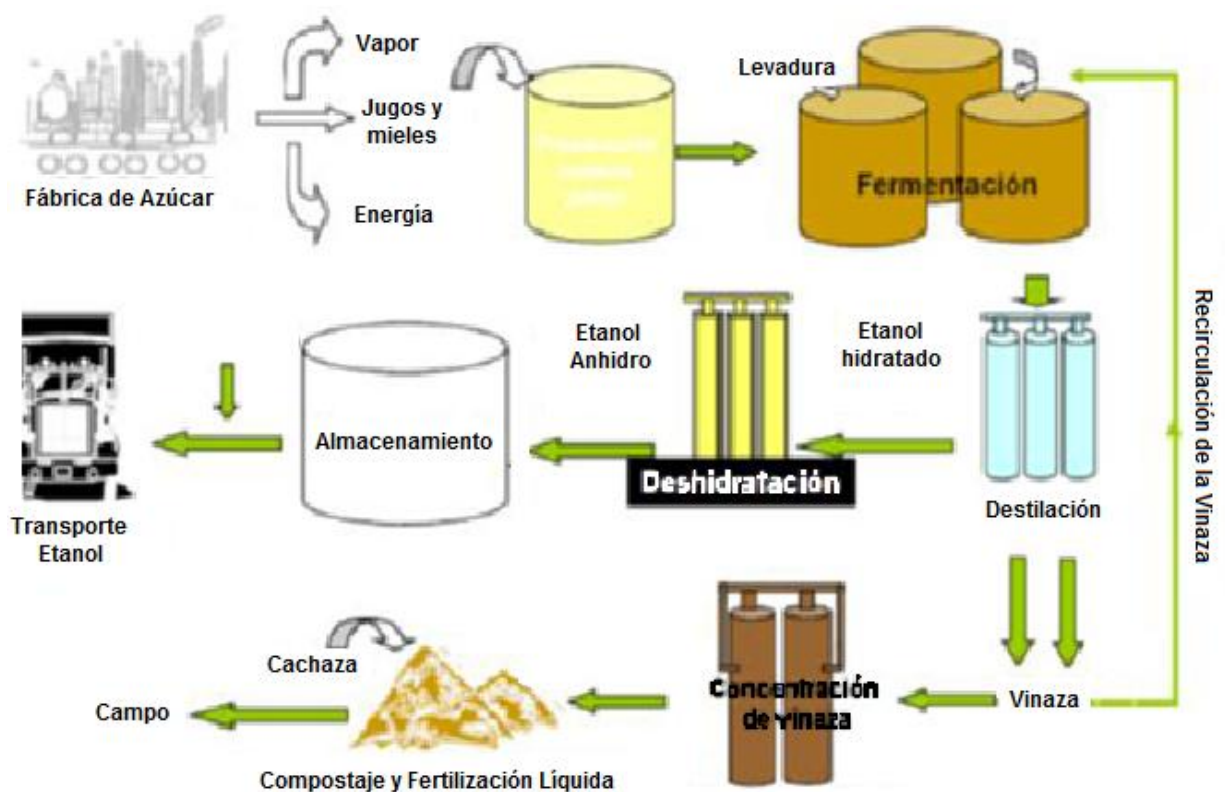 Vapor
Levadura
Jugos y
mieles
Fábrica de Azúcar
Energía
Fermentación
Recirculación de la Vinaza
Etanol
Anhidro
Etanol
hidratado
Almacenamiento
Deshidratación
Destilación
Transporte
Etanol
Cachaza
Concentración
de vinaza
Vinaza
Campo
Compostaje y Fertilización Líquida